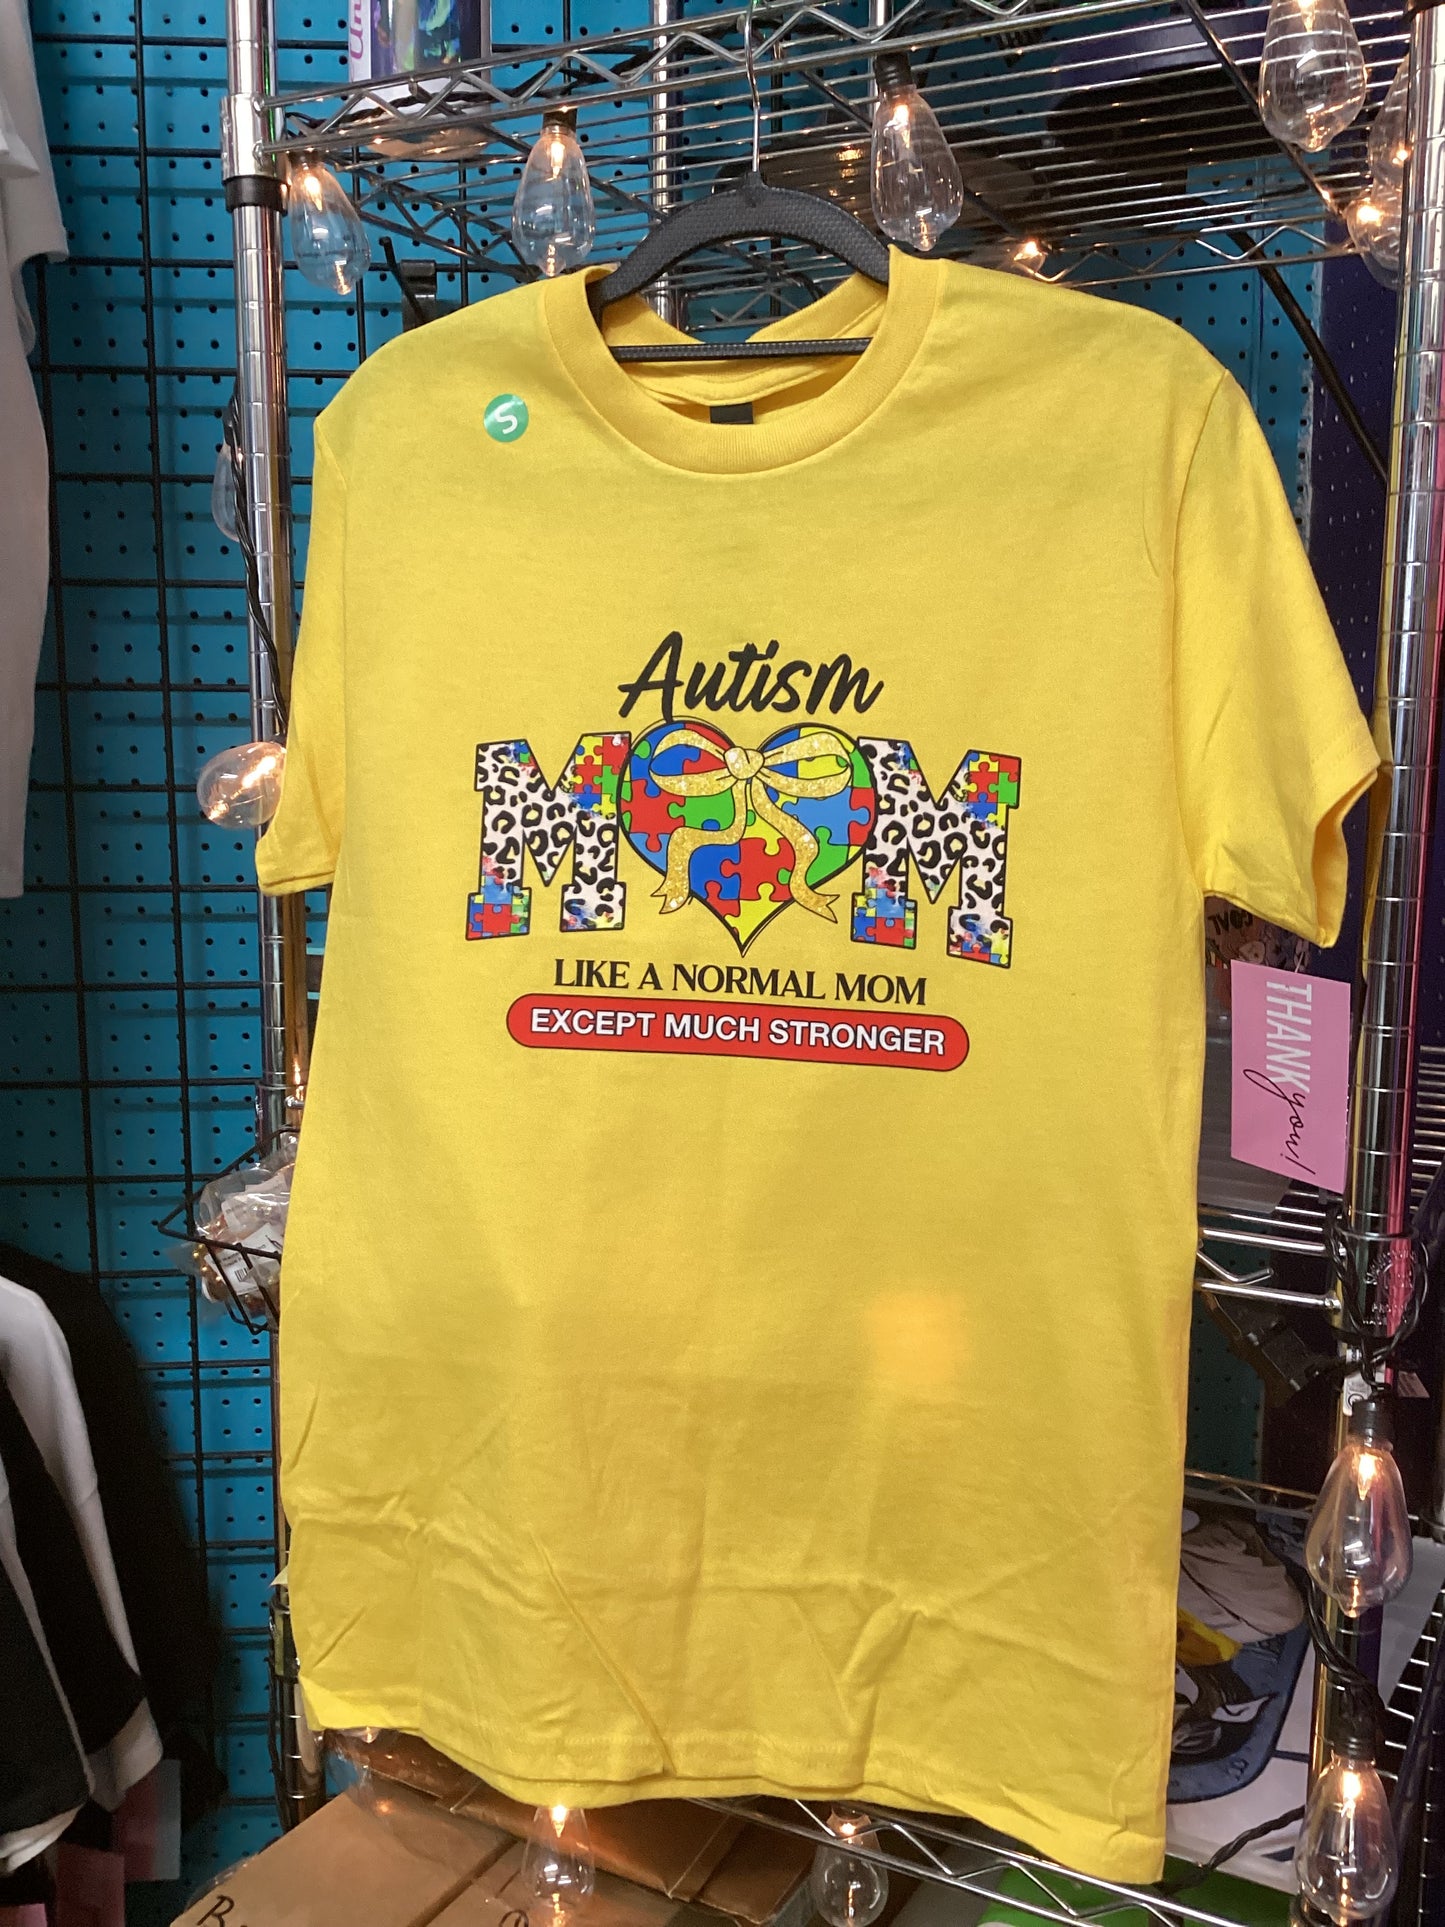 S
Autism
MOM
LIKE A NORMAL MOM
EXCEPT MUCH STRONGER
THANK
you!